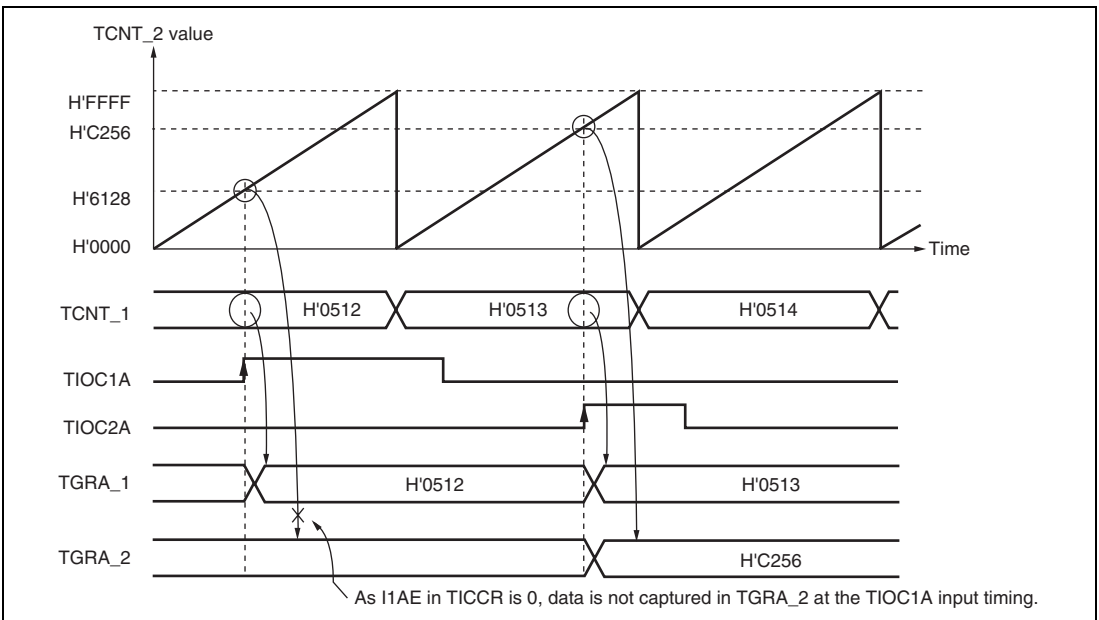 TCNT_2 value
H'FFFF
H'C256
H'6128
H'0000
Time
TCNT_1 H'0512 H'0513 H'0514
TIOC1A
TIOC2A
TGRA_1 H'0512 H'0513
TGRA_2 H'C256
As I1AE in TICCR is 0, data is not captured in TGRA_2 at the TIOC1A input timing.